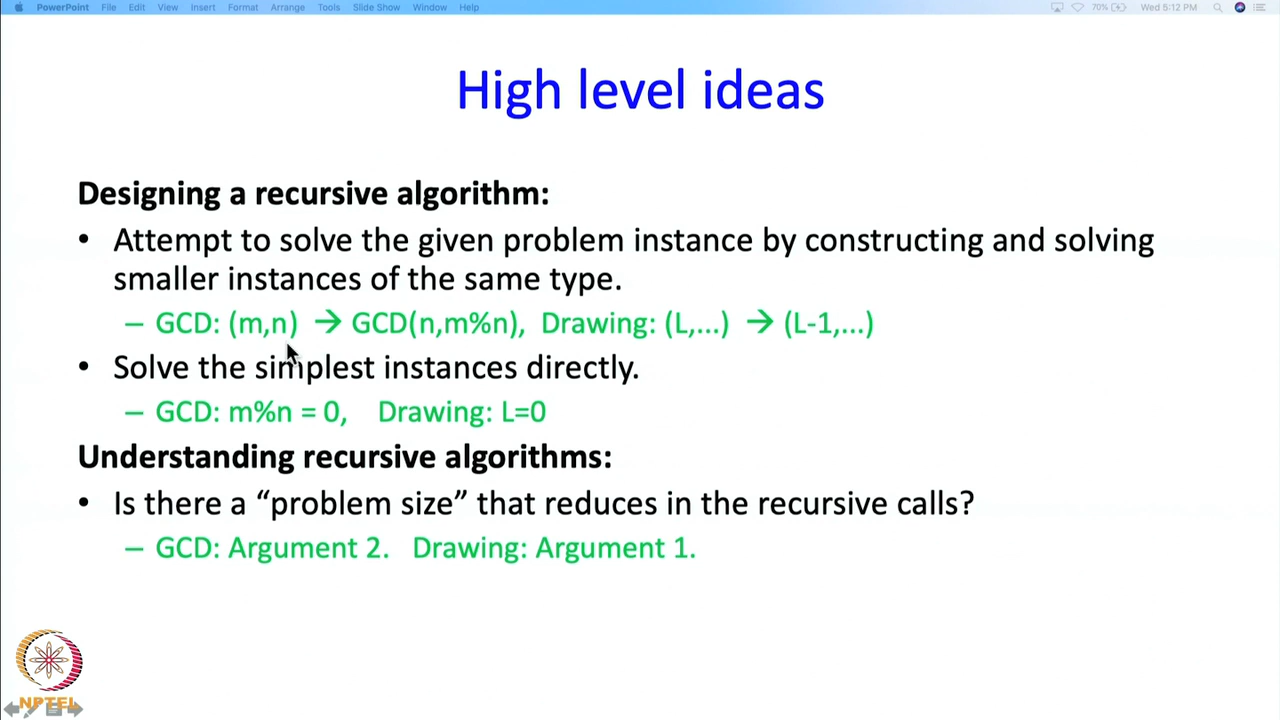 PowerPoint File Edit View Insert Format Arrange Tools Slide Show Window Help 70% Wed 5:12 PM
High level ideas
Designing a recursive algorithm:
• Attempt to solve the given problem instance by constructing and solving
smaller instances of the same type.
– GCD: (m,n) → GCD(n,m%n), Drawing: (L,...) → (L-1,...)
• Solve the simplest instances directly.
– GCD: m%n = 0, Drawing: L=0
Understanding recursive algorithms:
• Is there a “problem size” that reduces in the recursive calls?
– GCD: Argument 2. Drawing: Argument 1.
NPTEL